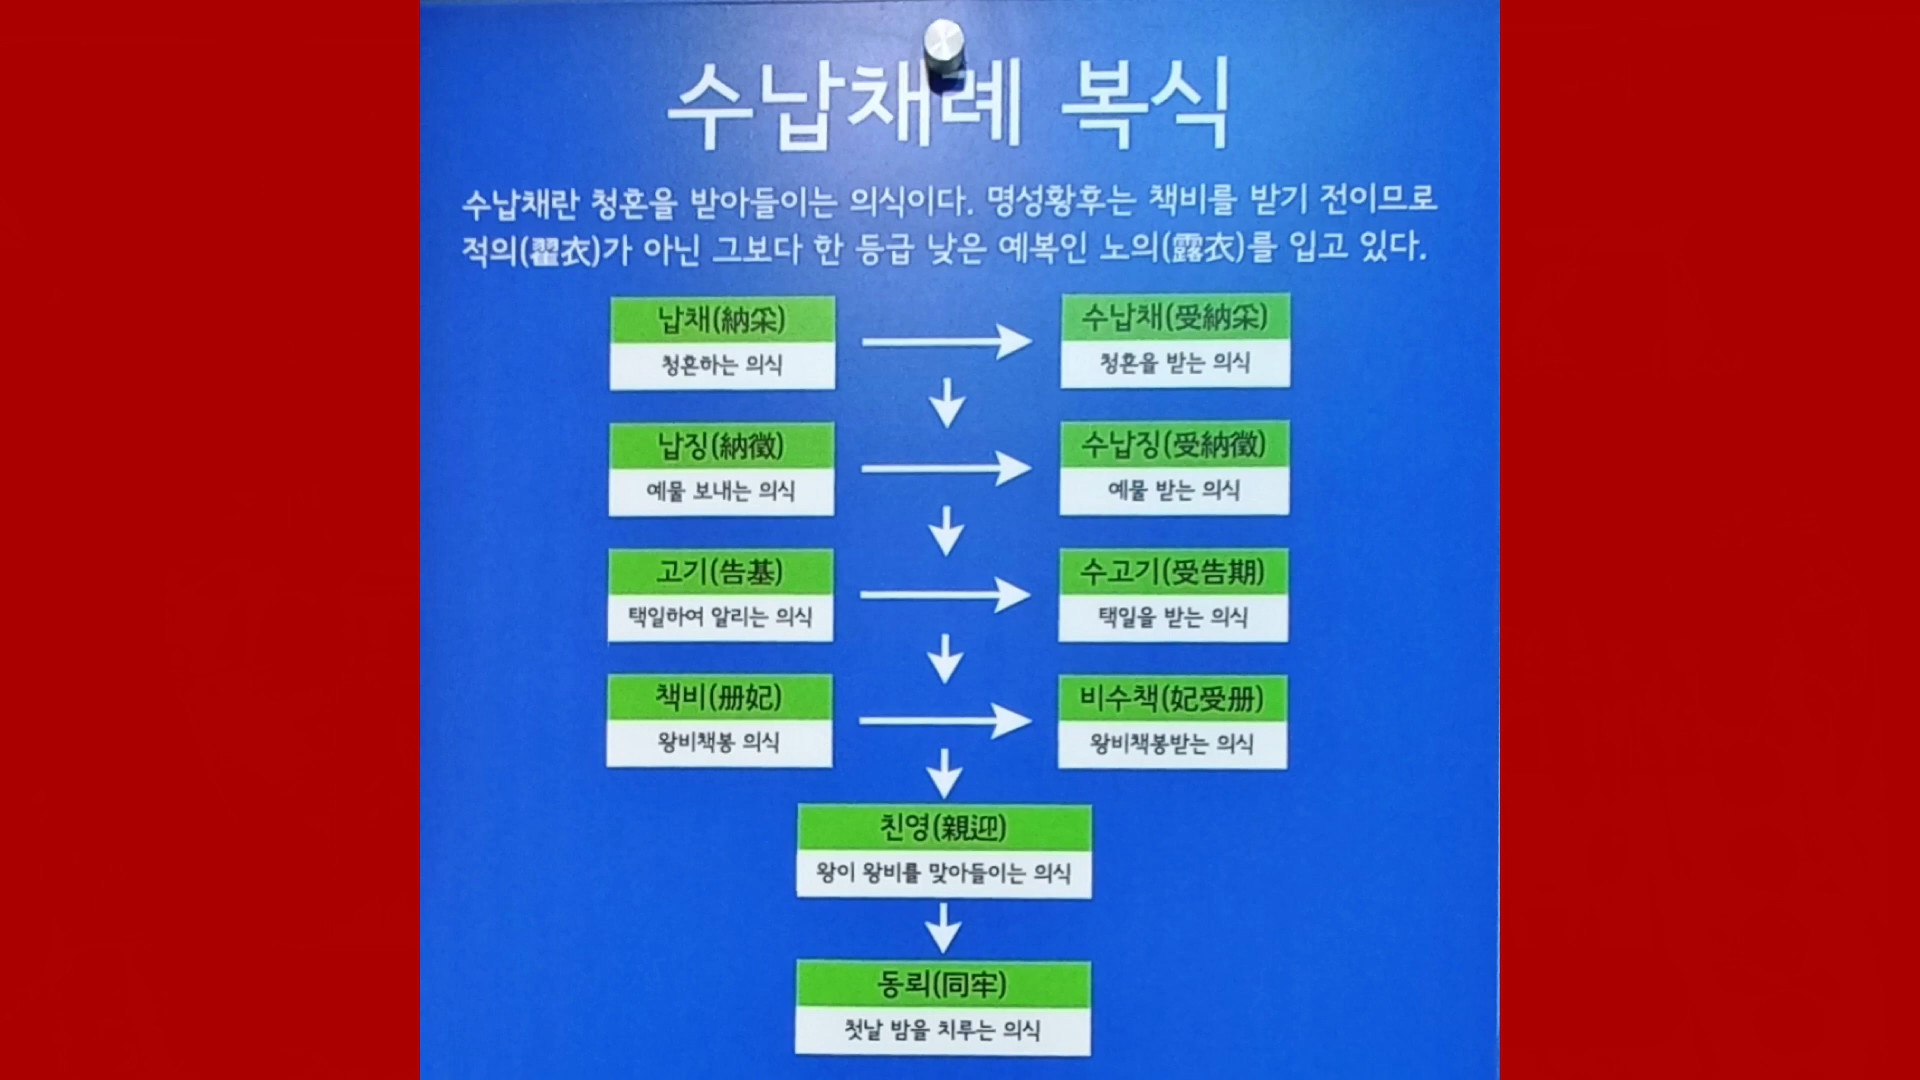 수납채례 복식
수납채란 청혼을 받아들이는 의식이다. 명성황후는 책비를 받기 전이므로
적의(翟衣)가 아닌 그보다 한 등급 낮은 예복인 노의(露衣)를 입고 있다.
납채(納采)
청혼하는 의식
수납채(受納采)
청혼을 받는 의식
납징(納徵)
예물 보내는 의식
수납징(受納徵)
예물 받는 의식
고기(告基)
택일하여 알리는 의식
수고기(受告期)
택일을 받는 의식
책비(册妃)
왕비책봉 의식
비수책(妃受册)
왕비책봉받는 의식
친영(親迎)
왕이 왕비를 맞아들이는 의식
동뢰(同牢)
첫날 밤을 치루는 의식